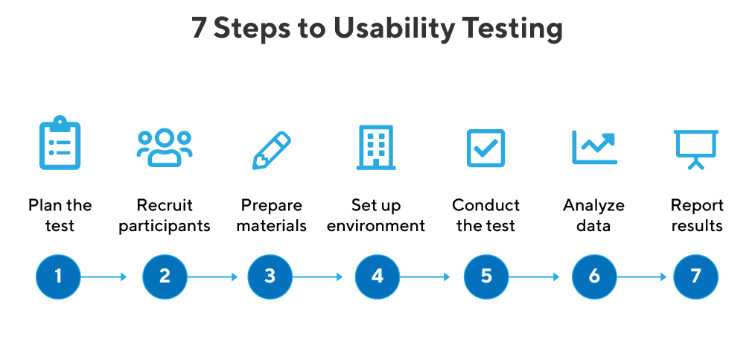 7 Steps to Usability Testing
Plan the
test
Recruit
participants
Prepare
materials
Set up
environment
Conduct
the test
Analyze
data
Report
results
1
2
3
4
5
6
7